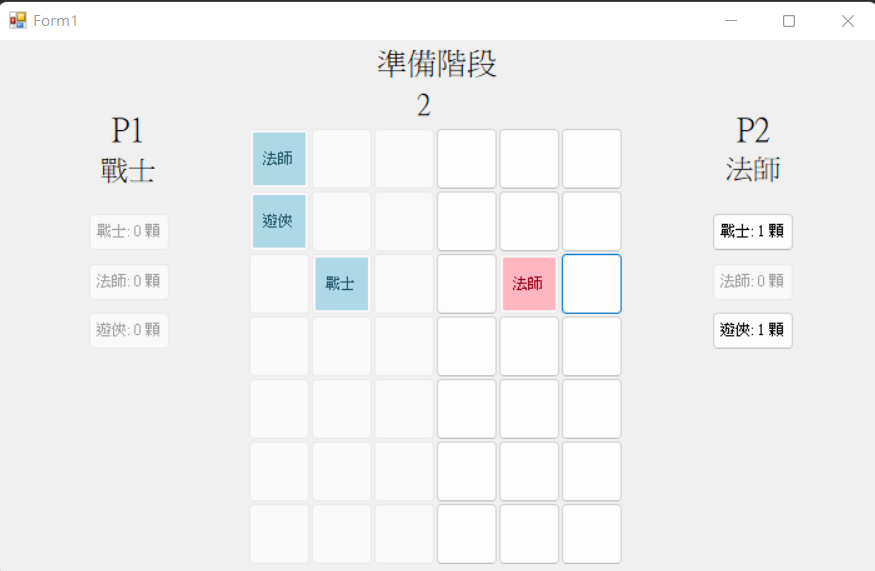 Form1
準備階段
2
P1
戰士
戰士: 0 顆
法師: 0 顆
遊俠: 0 顆
法師
遊俠
戰士
法師
P2
法師
戰士: 1 顆
法師: 0 顆
遊俠: 1 顆